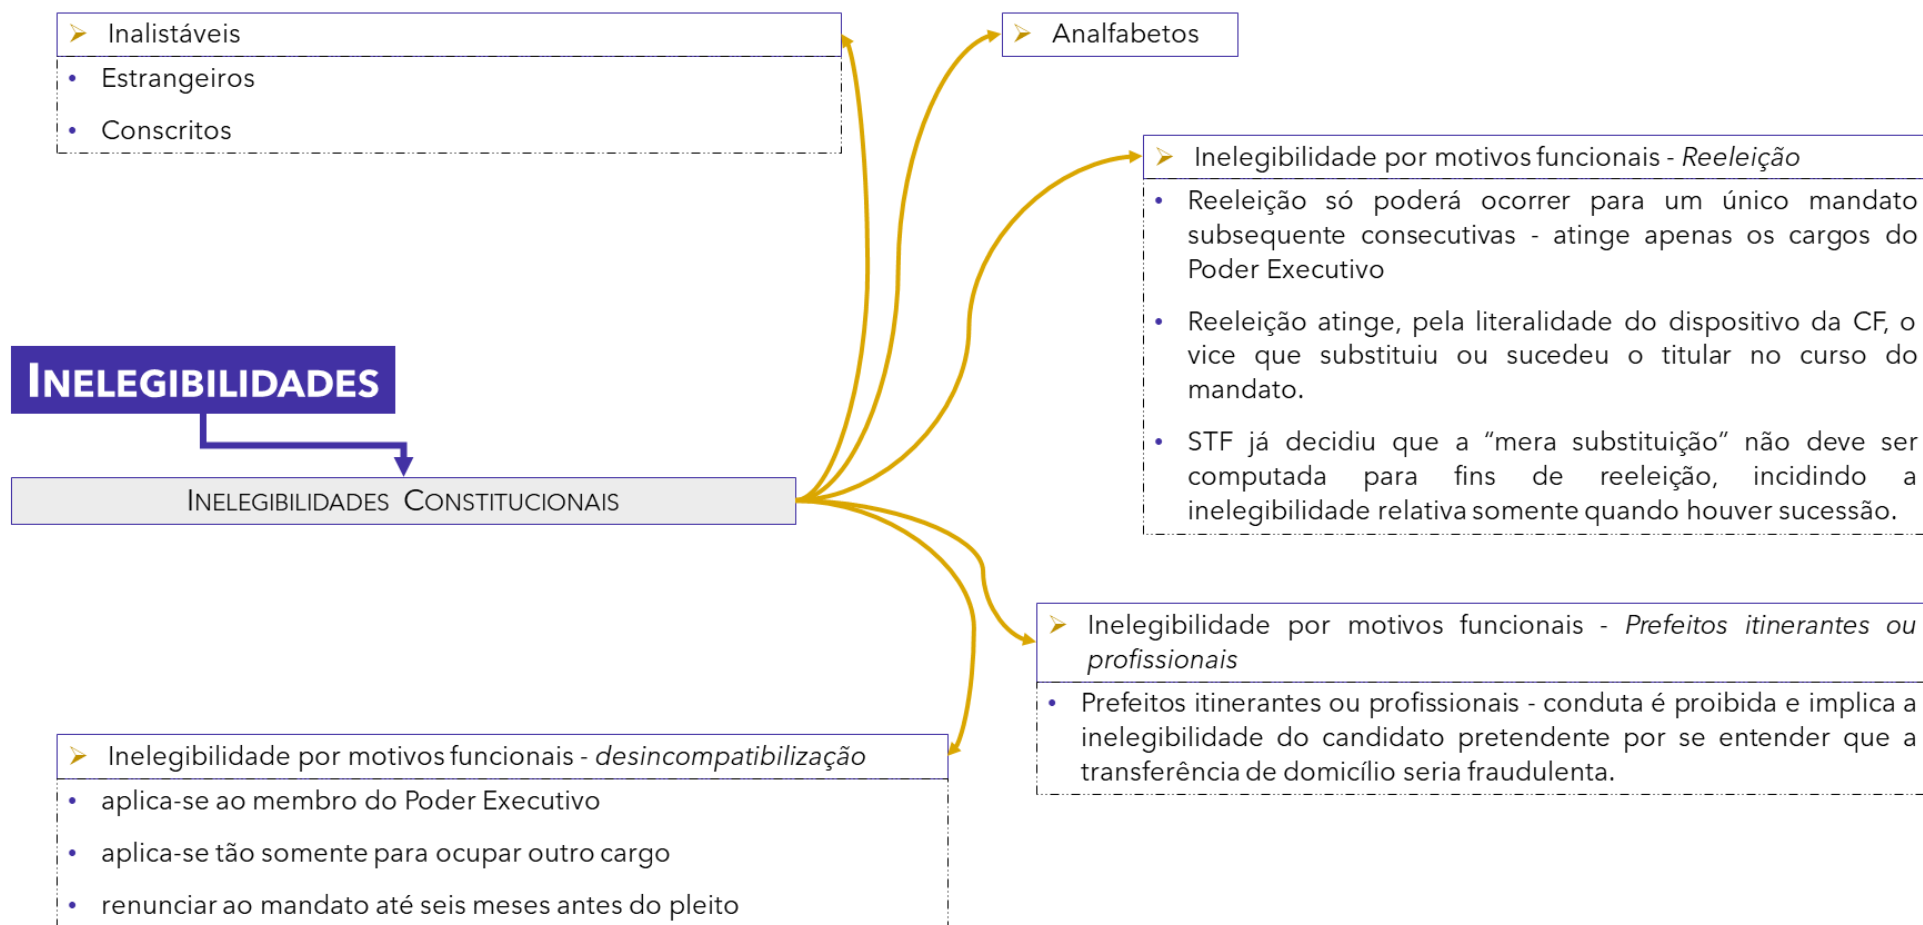 Inalistáveis
• Estrangeiros
• Conscritos
Analfabetos
Inelegibilidade por motivos funcionais - Reeleição
• Reeleição só poderá ocorrer para um único mandato
subsequente consecutivas - atinge apenas os cargos do
Poder Executivo
• Reeleição atinge, pela literalidade do dispositivo da CF, o
vice que substituiu ou sucedeu o titular no curso do
mandato.
• STF já decidiu que a “mera substituição” não deve ser
computada para fins de reeleição, incidindo a
inelegibilidade relativa somente quando houver sucessão.
INELEGIBILIDADES
INELEGIBILIDADES CONSTITUCIONAIS
Inelegibilidade por motivos funcionais - Prefeitos itinerantes ou
profissionais
• Prefeitos itinerantes ou profissionais - conduta é proibida e implica a
inelegibilidade do candidato pretendente por se entender que a
transferência de domicílio seria fraudulenta.
Inelegibilidade por motivos funcionais - desincompatibilização
• aplica-se ao membro do Poder Executivo
• aplica-se tão somente para ocupar outro cargo
• renunciar ao mandato até seis meses antes do pleito